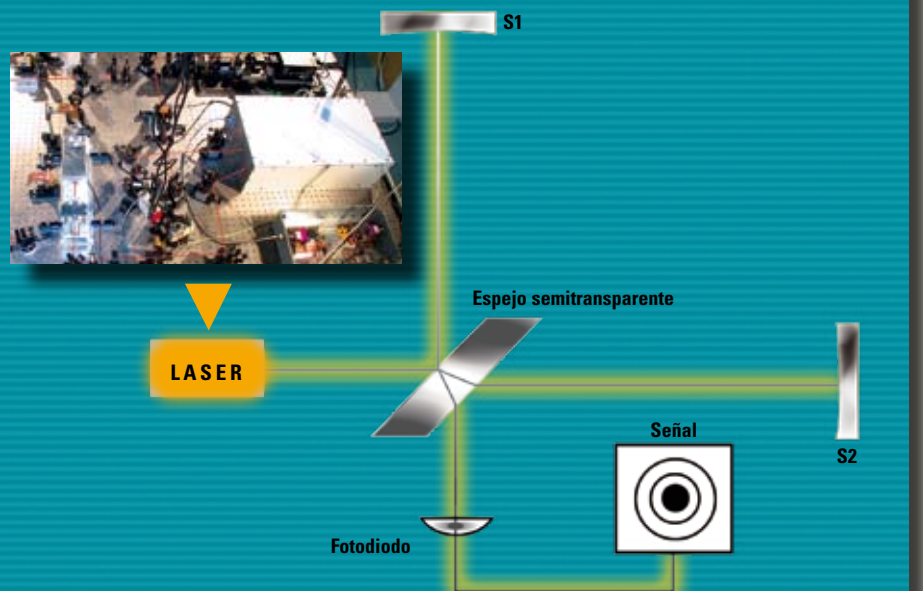 S1
Espejo semitransparente
LASER
Señal
S2
Fotodiodo